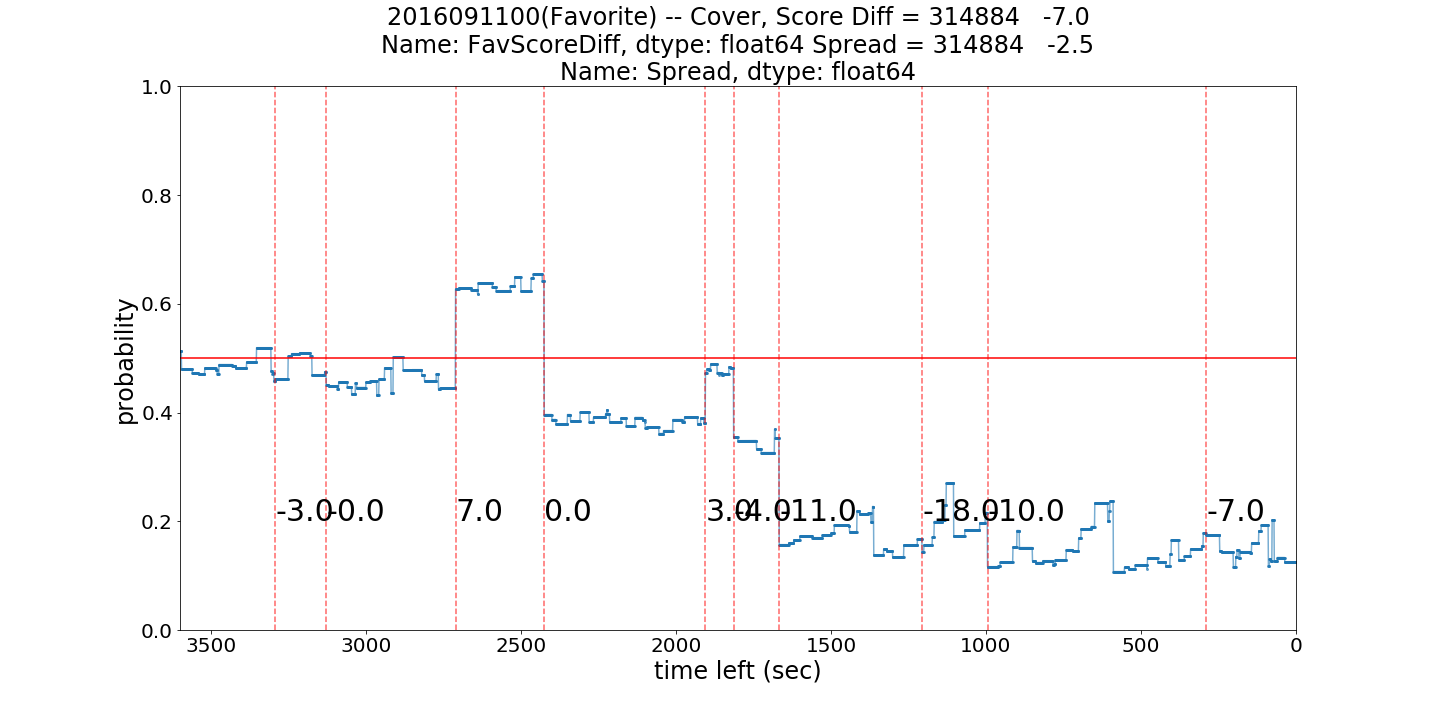 2016091100(Favorite) -- Cover, Score Diff = 314884   -7.0
Name: FavScoreDiff, dtype: float64 Spread = 314884   -2.5
Name: Spread, dtype: float64
1.0
0.8
0.6
0.4
0.2
0.0
probability
-3.0
-0.0
7.0
0.0
3.0
-4.0
-11.0
-18.0
-10.0
-7.0
3500 3000 2500 2000 1500 1000 500 0
time left (sec)